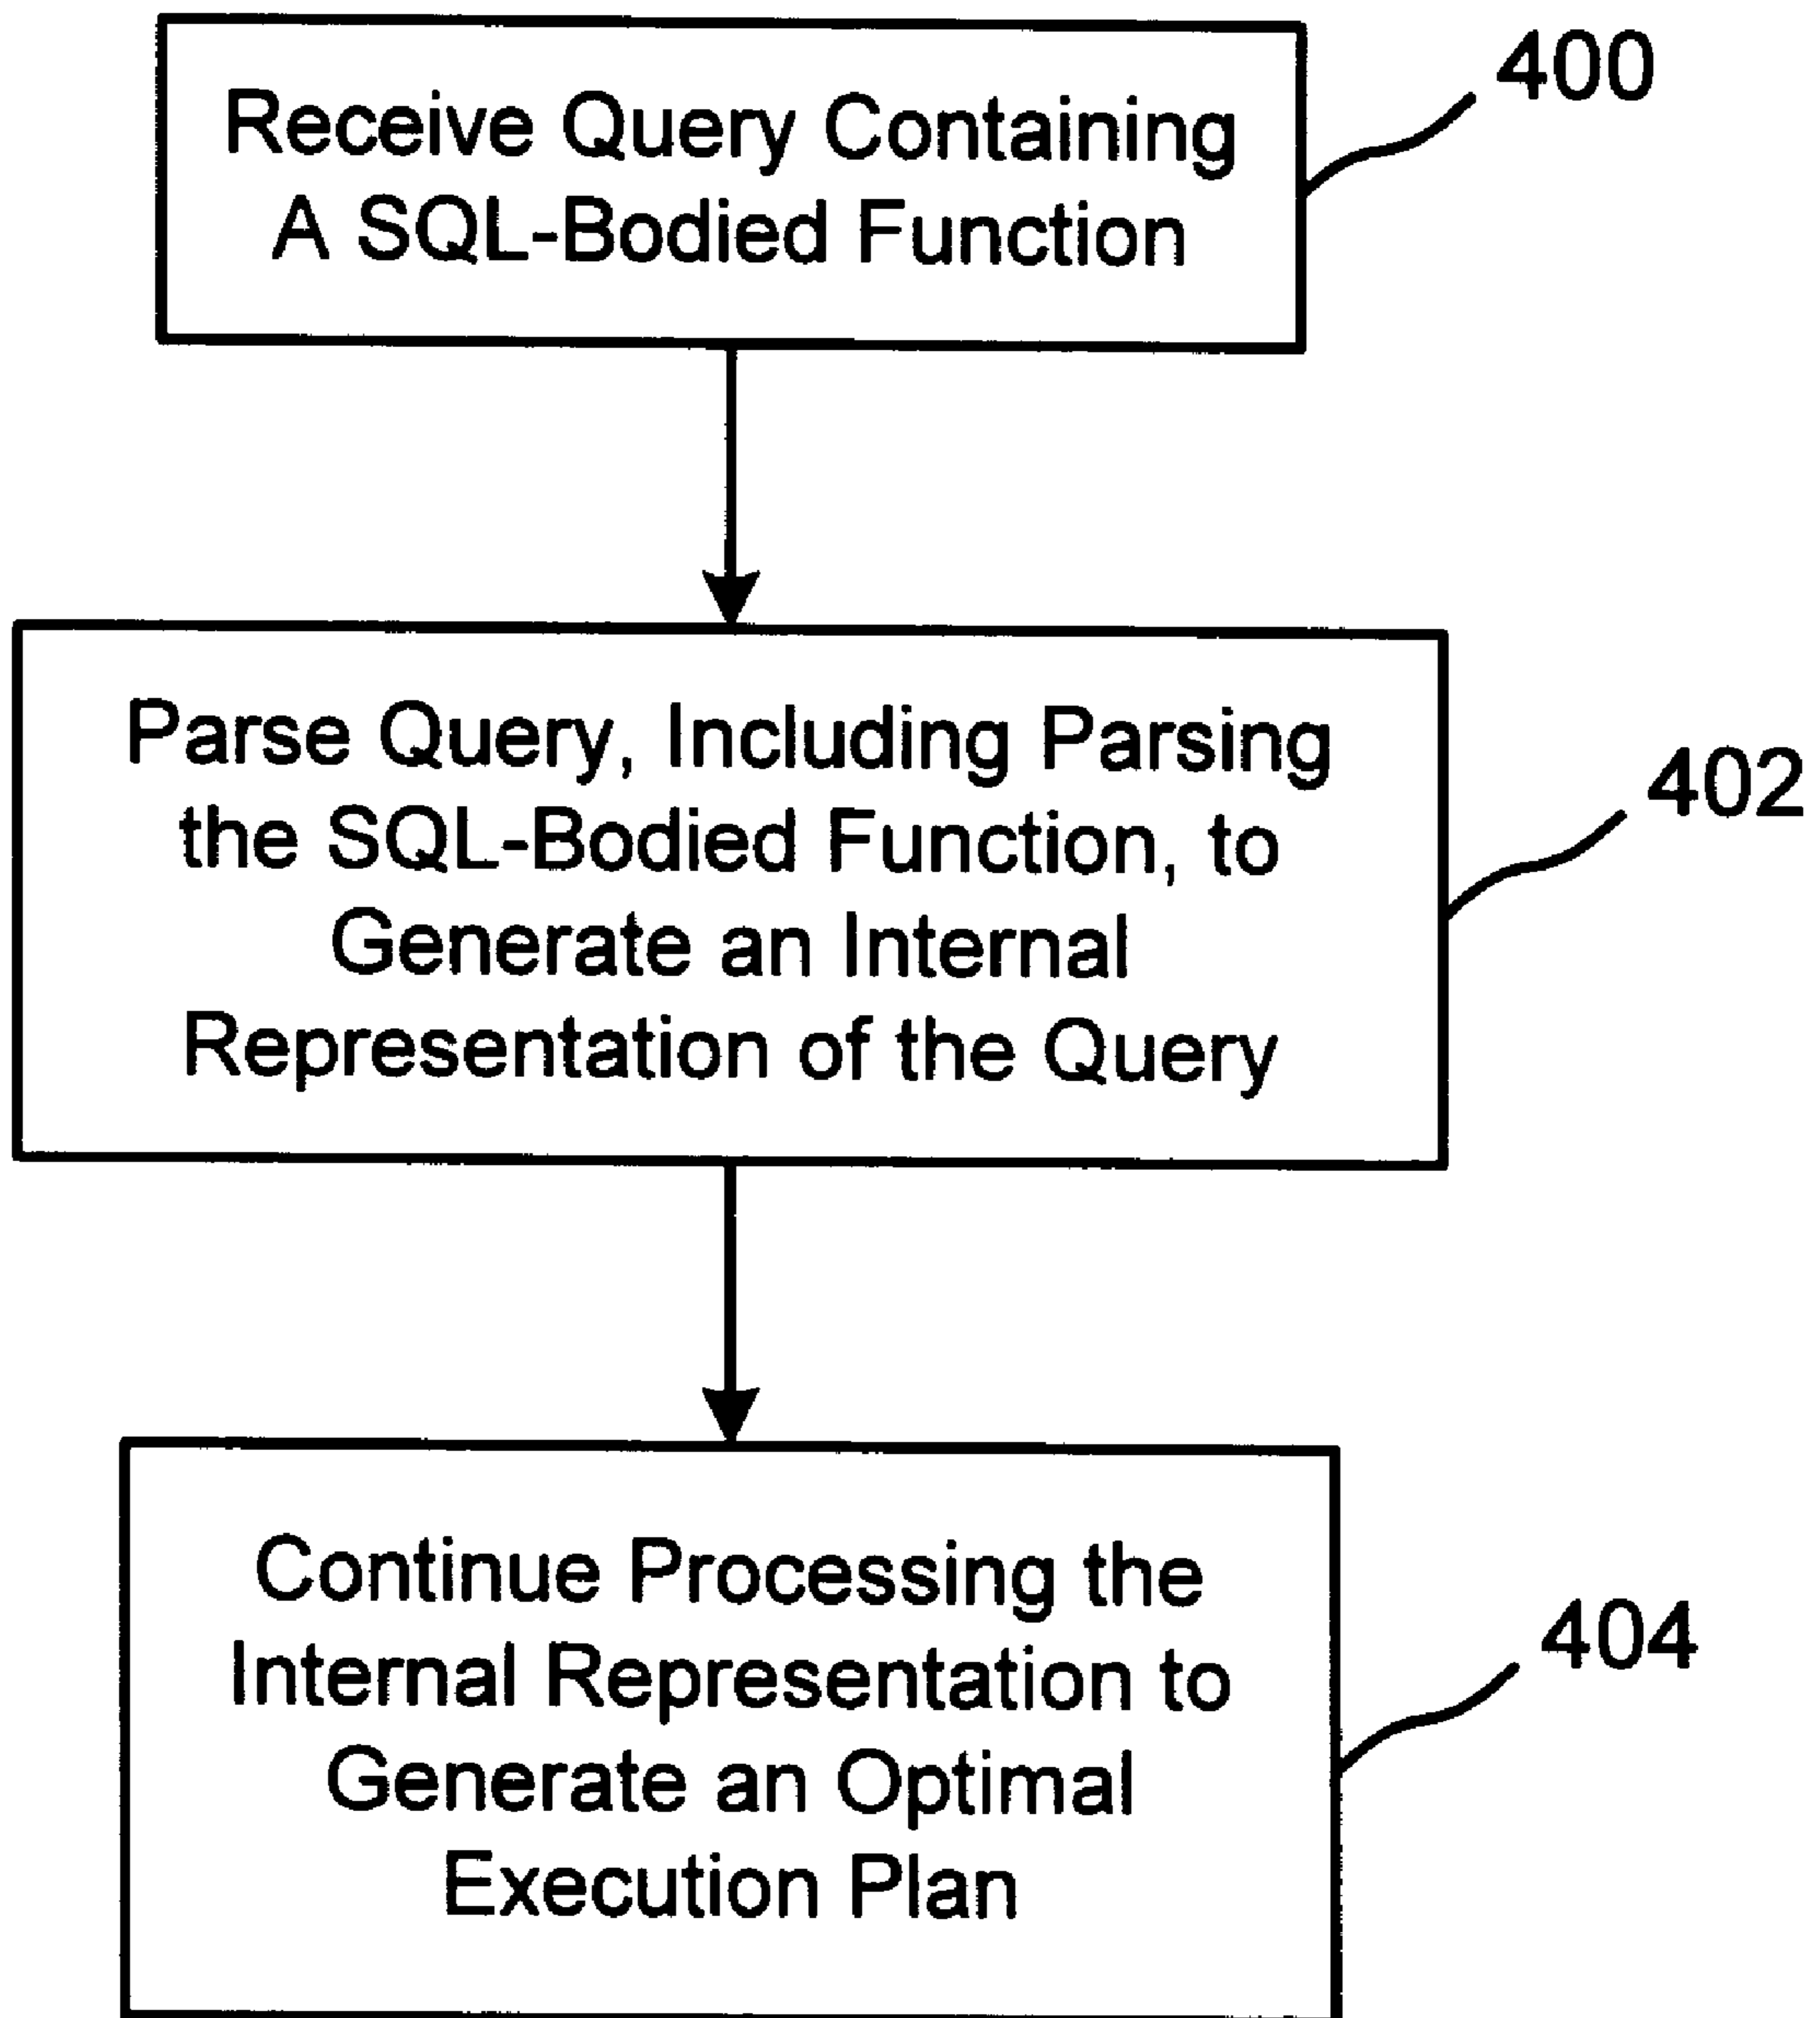 Receive Query Containing
A SQL-Bodied Function
400
Parse Query, Including Parsing
the SQL-Bodied Function, to
Generate an Internal
Representation of the Query
402
Continue Processing the
Internal Representation to
Generate an Optimal
Execution Plan
404